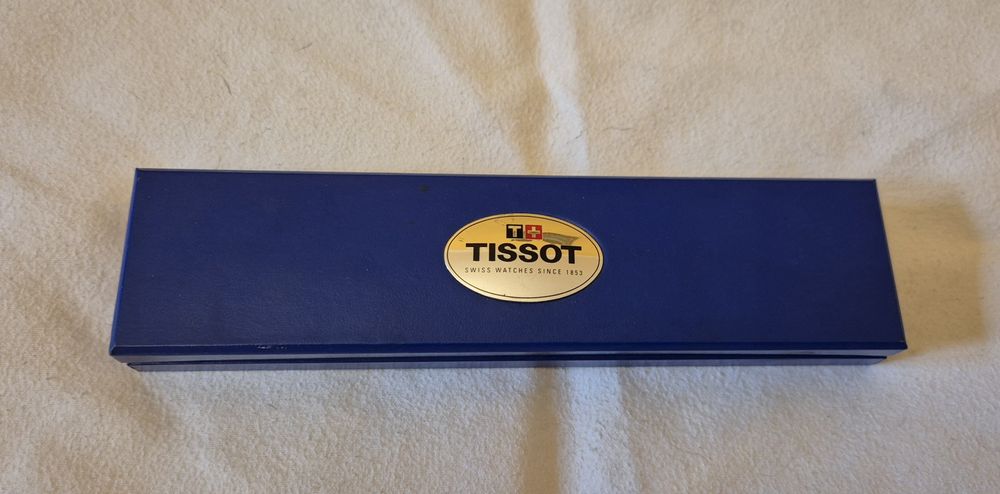 T+
TISSOT
SWISS WATCHES SINCE 1853